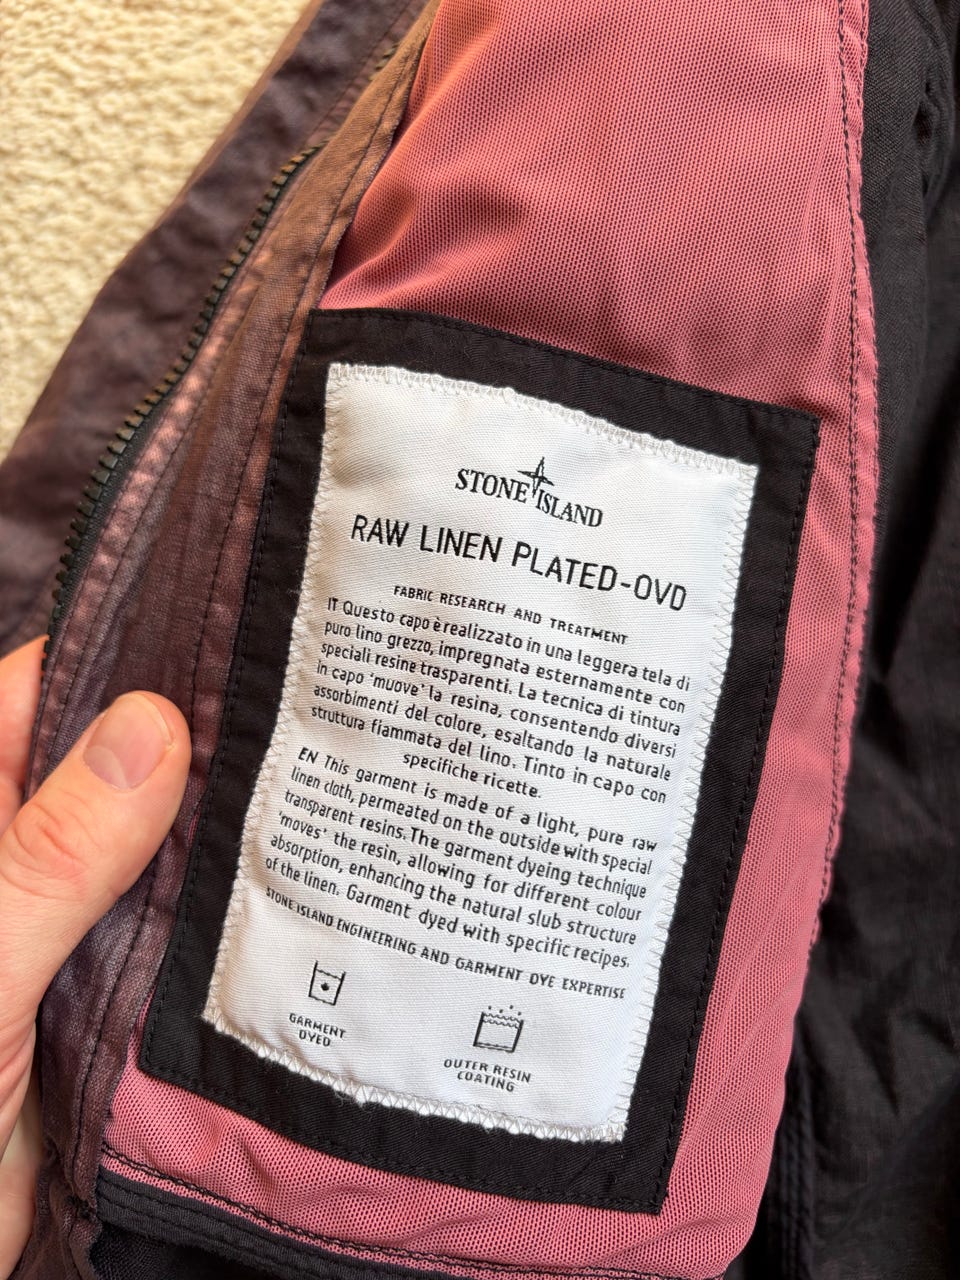 STONE ISLAND
RAW LINEN PLATED-OVD
FABRIC RESEARCH AND TREATMENT
IT Questo capo è realizzato in una leggera tela di
puro lino grezzo, impregnata esternamente con
speciali resine trasparenti. La tecnica di tintura
in capo 'muove' la resina, consentendo diversi
assorbimenti del colore, esaltando la naturale
struttura fiammata del lino. Tinto in capo con
specifiche ricette.
EN This garment is made of a light, pure raw
linen cloth, permeated on the outside with special
transparent resins. The garment dyeing technique
'moves' the resin, allowing for different colour
absorption, enhancing the natural slub structure
of the linen. Garment dyed with specific recipes.
STONE ISLAND ENGINEERING AND GARMENT DYE EXPERTISE
GARMENT
DYED
OUTER RESIN
COATING